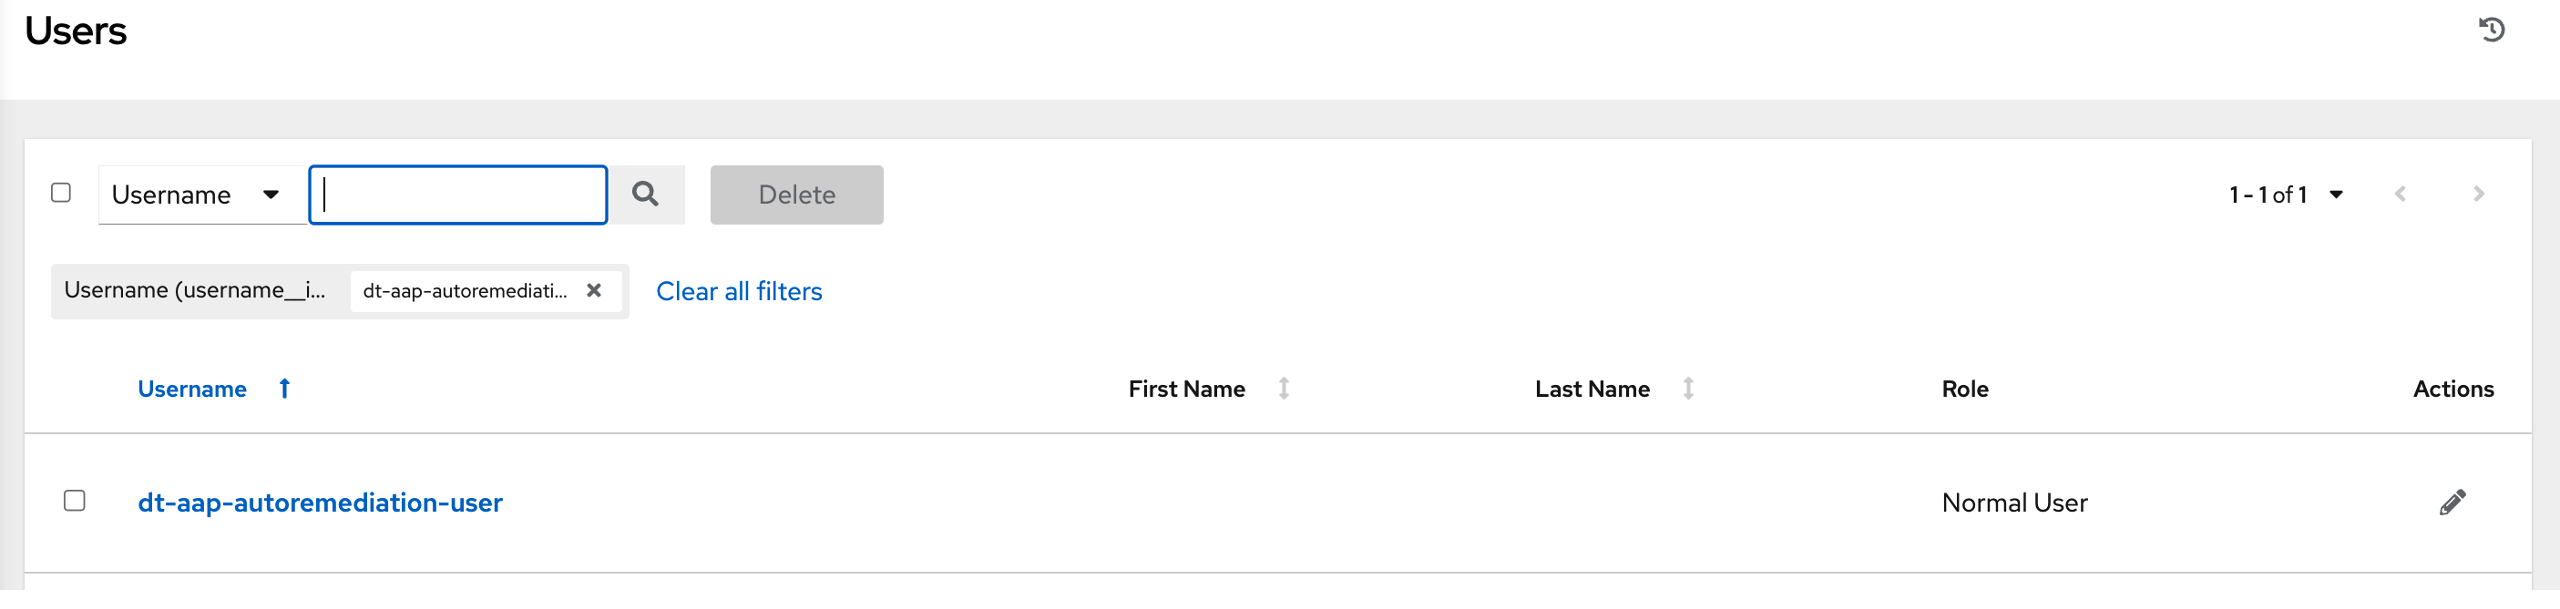 Users
Username Delete 1 - 1 of 1
Username (username__i... dt-aap-autoremediati... Clear all filters
Username First Name Last Name Role Actions
dt-aap-autoremediation-user Normal User